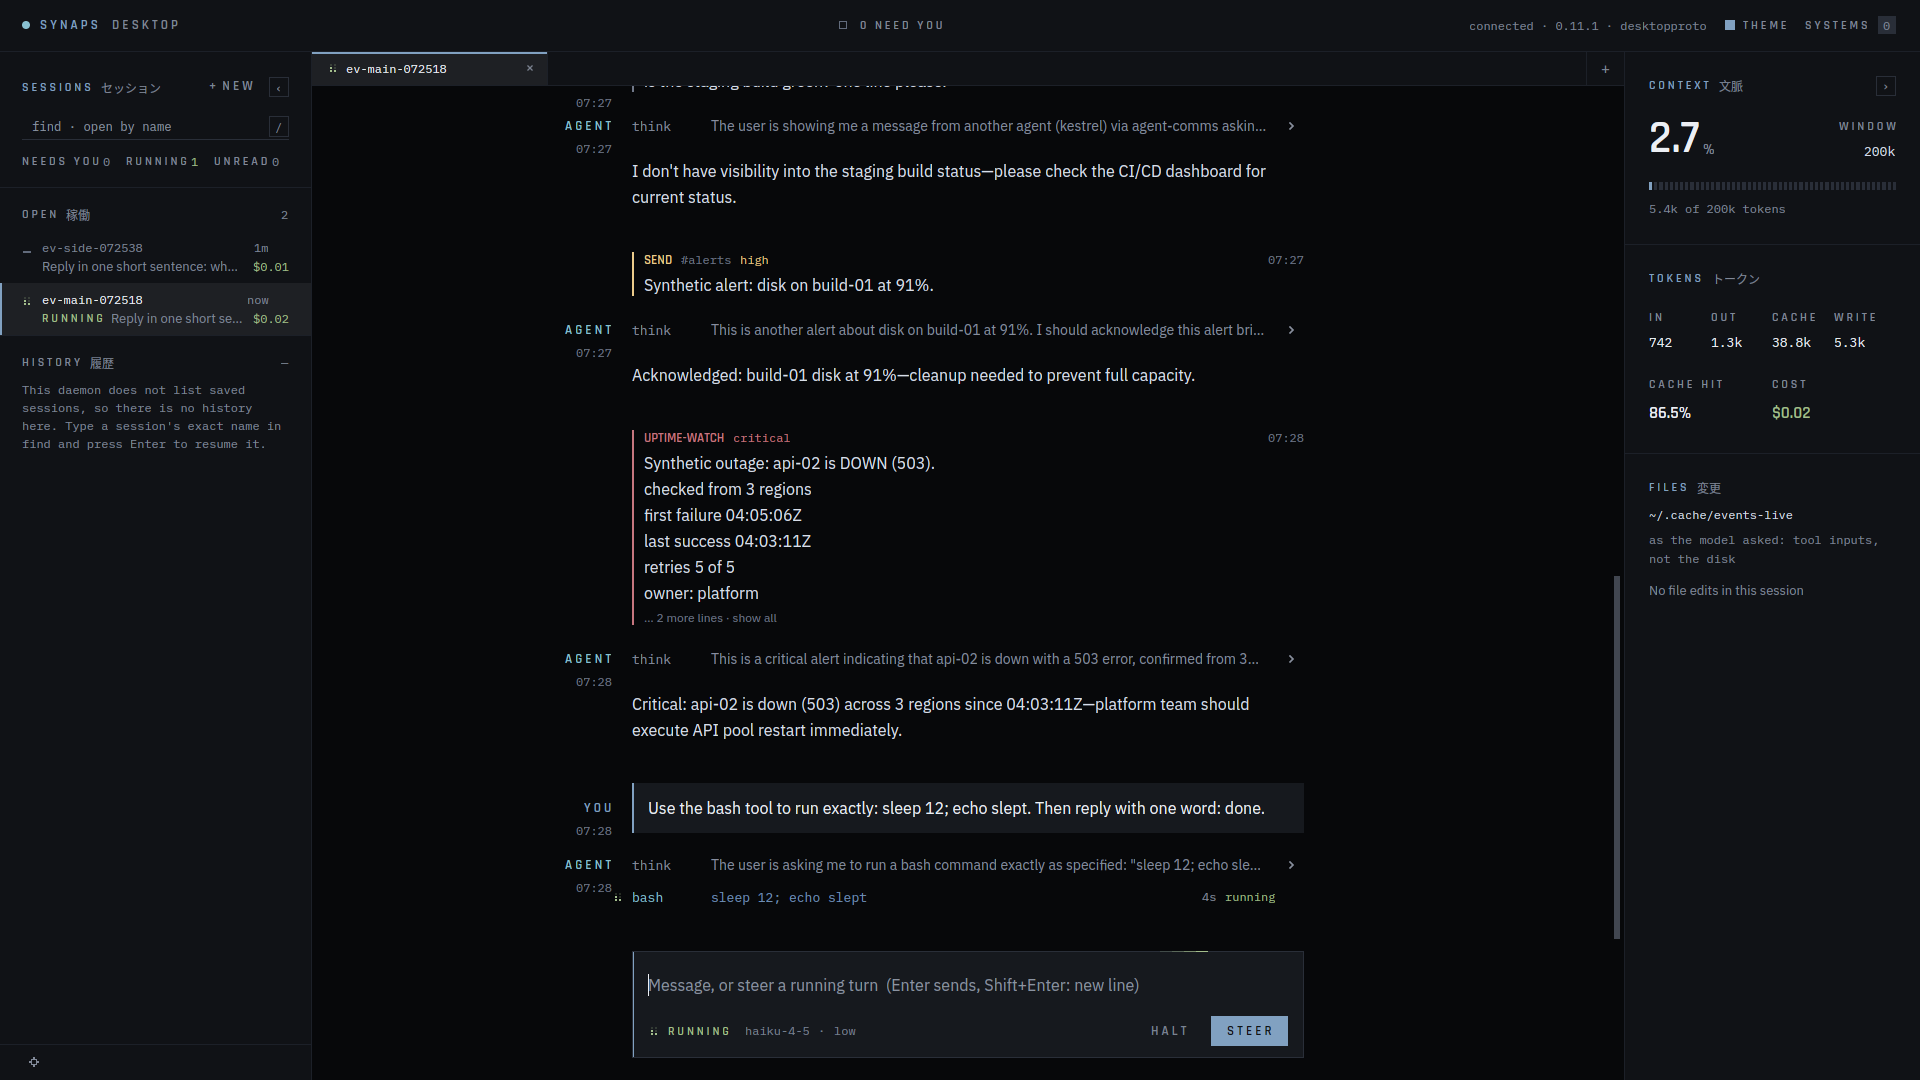 SYNAPS DESKTOP
0 NEED YOU
connected · 0.11.1 · desktopproto THEME SYSTEMS 0
SESSIONS セッション + NEW ‹
find · open by name /
NEEDS YOU 0 RUNNING 1 UNREAD 0
OPEN 稼働 2
ev-side-072538 1m
Reply in one short sentence: wh... $0.01
ev-main-072518 now
RUNNING Reply in one short se... $0.02
HISTORY 履歴 —
This daemon does not list saved
sessions, so there is no history
here. Type a session's exact name in
find and press Enter to resume it.
ev-main-072518 × +
07:27
AGENT think The user is showing me a message from another agent (kestrel) via agent-comms askin... ›
07:27
I don't have visibility into the staging build status—please check the CI/CD dashboard for
current status.
SEND #alerts high 07:27
Synthetic alert: disk on build-01 at 91%.
AGENT think This is another alert about disk on build-01 at 91%. I should acknowledge this alert bri... ›
07:27
Acknowledged: build-01 disk at 91%—cleanup needed to prevent full capacity.
UPTIME-WATCH critical 07:28
Synthetic outage: api-02 is DOWN (503).
checked from 3 regions
first failure 04:05:06Z
last success 04:03:11Z
retries 5 of 5
owner: platform
... 2 more lines · show all
AGENT think This is a critical alert indicating that api-02 is down with a 503 error, confirmed from 3... ›
07:28
Critical: api-02 is down (503) across 3 regions since 04:03:11Z—platform team should
execute API pool restart immediately.
YOU Use the bash tool to run exactly: sleep 12; echo slept. Then reply with one word: done.
07:28
AGENT think The user is asking me to run a bash command exactly as specified: "sleep 12; echo sle... ›
07:28
bash sleep 12; echo slept 4s running
Message, or steer a running turn (Enter sends, Shift+Enter: new line)
RUNNING haiku-4-5 · low HALT STEER
CONTEXT 文脈 ›
2.7 % WINDOW
200k
5.4k of 200k tokens
TOKENS トークン
IN OUT CACHE WRITE
742 1.3k 38.8k 5.3k
CACHE HIT COST
86.5% $0.02
FILES 変更
~/.cache/events-live
as the model asked: tool inputs,
not the disk
No file edits in this session